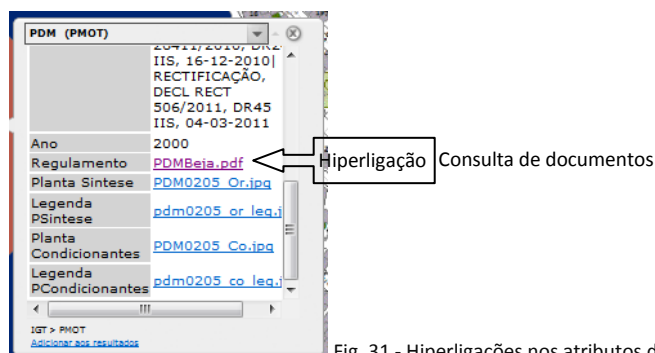 PDM (PMOT)
IIS, 16-12-2010|
RECTIFICAÇÃO,
DECL RECT
506/2011, DR45
IIS, 04-03-2011
Ano 2000
Regulamento PDMBeja.pdf
Hiperligação Consulta de documentos
Planta Sintese PDM0205_Or.jpg
Legenda
PSintese pdm0205_or_leg.j
Planta
Condicionantes PDM0205_Co.jpg
Legenda
PCondicionantes pdm0205_co_leg.j
IGT > PMOT
Adicionar aos resultados
Fig. 31 - Hiperligações nos atributos d